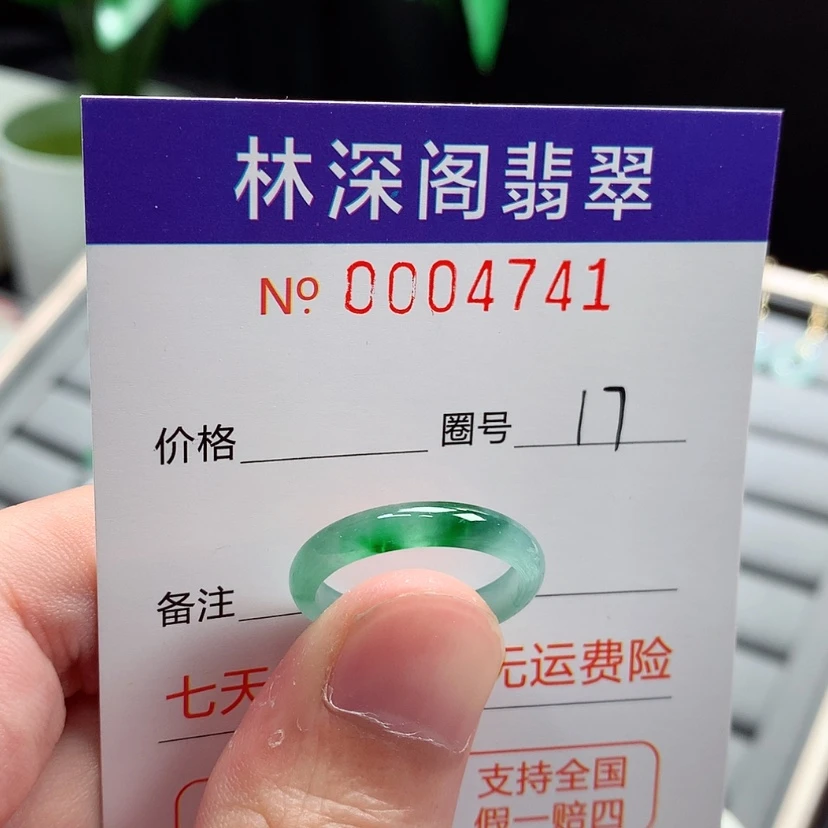 林深阁翡翠
Nº 0004741
价格 圈号 17
备注
七天 元运费险
支持全国
假一赔四